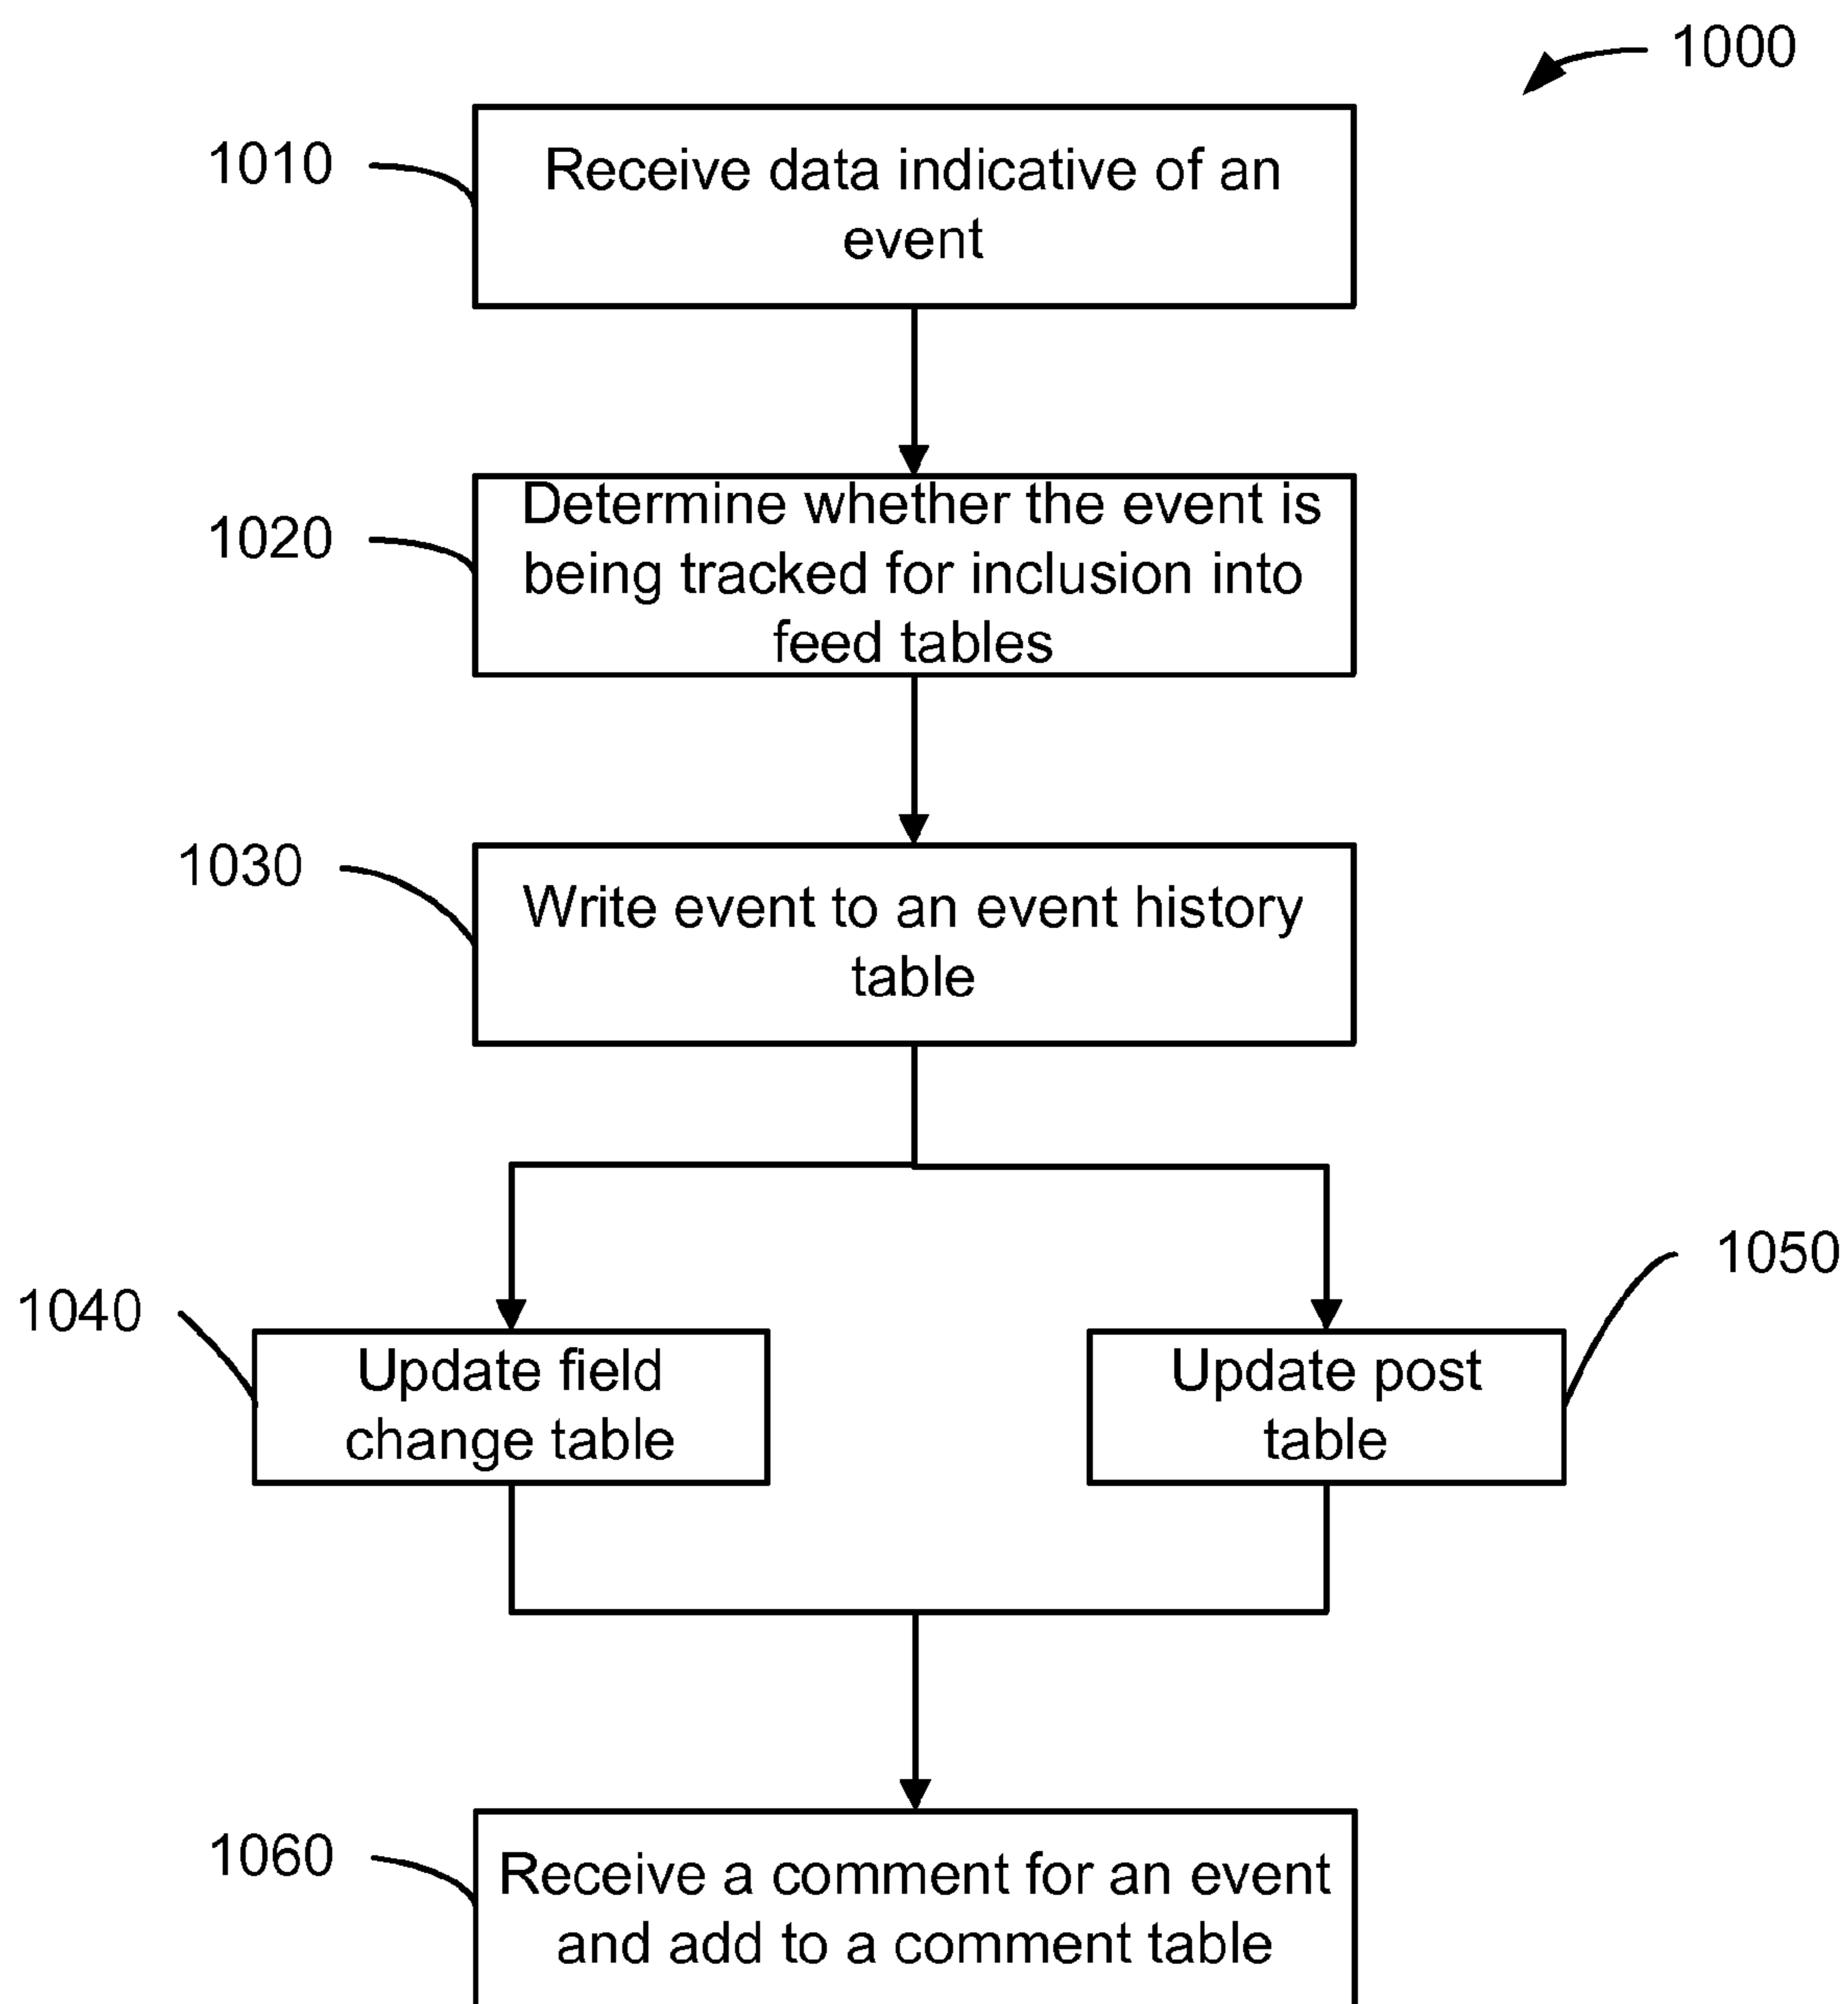 1000
1010
Receive data indicative of an
event
1020
Determine whether the event is
being tracked for inclusion into
feed tables
1030
Write event to an event history
table
1040
Update field
change table
1050
Update post
table
1060
Receive a comment for an event
and add to a comment table